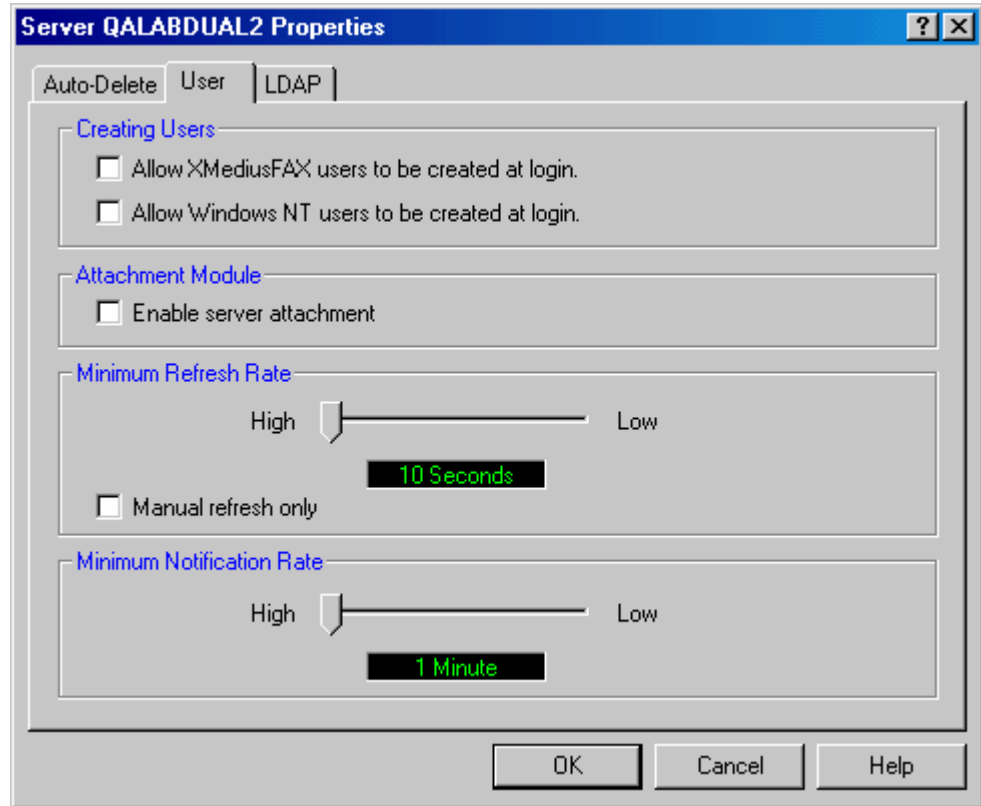 Server QALABDUAL2 Properties
Auto-Delete User LDAP
Creating Users
Allow XMediusFAX users to be created at login.
Allow Windows NT users to be created at login.
Attachment Module
Enable server attachment
Minimum Refresh Rate
High Low
10 Seconds
Manual refresh only
Minimum Notification Rate
High Low
1 Minute
OK Cancel Help